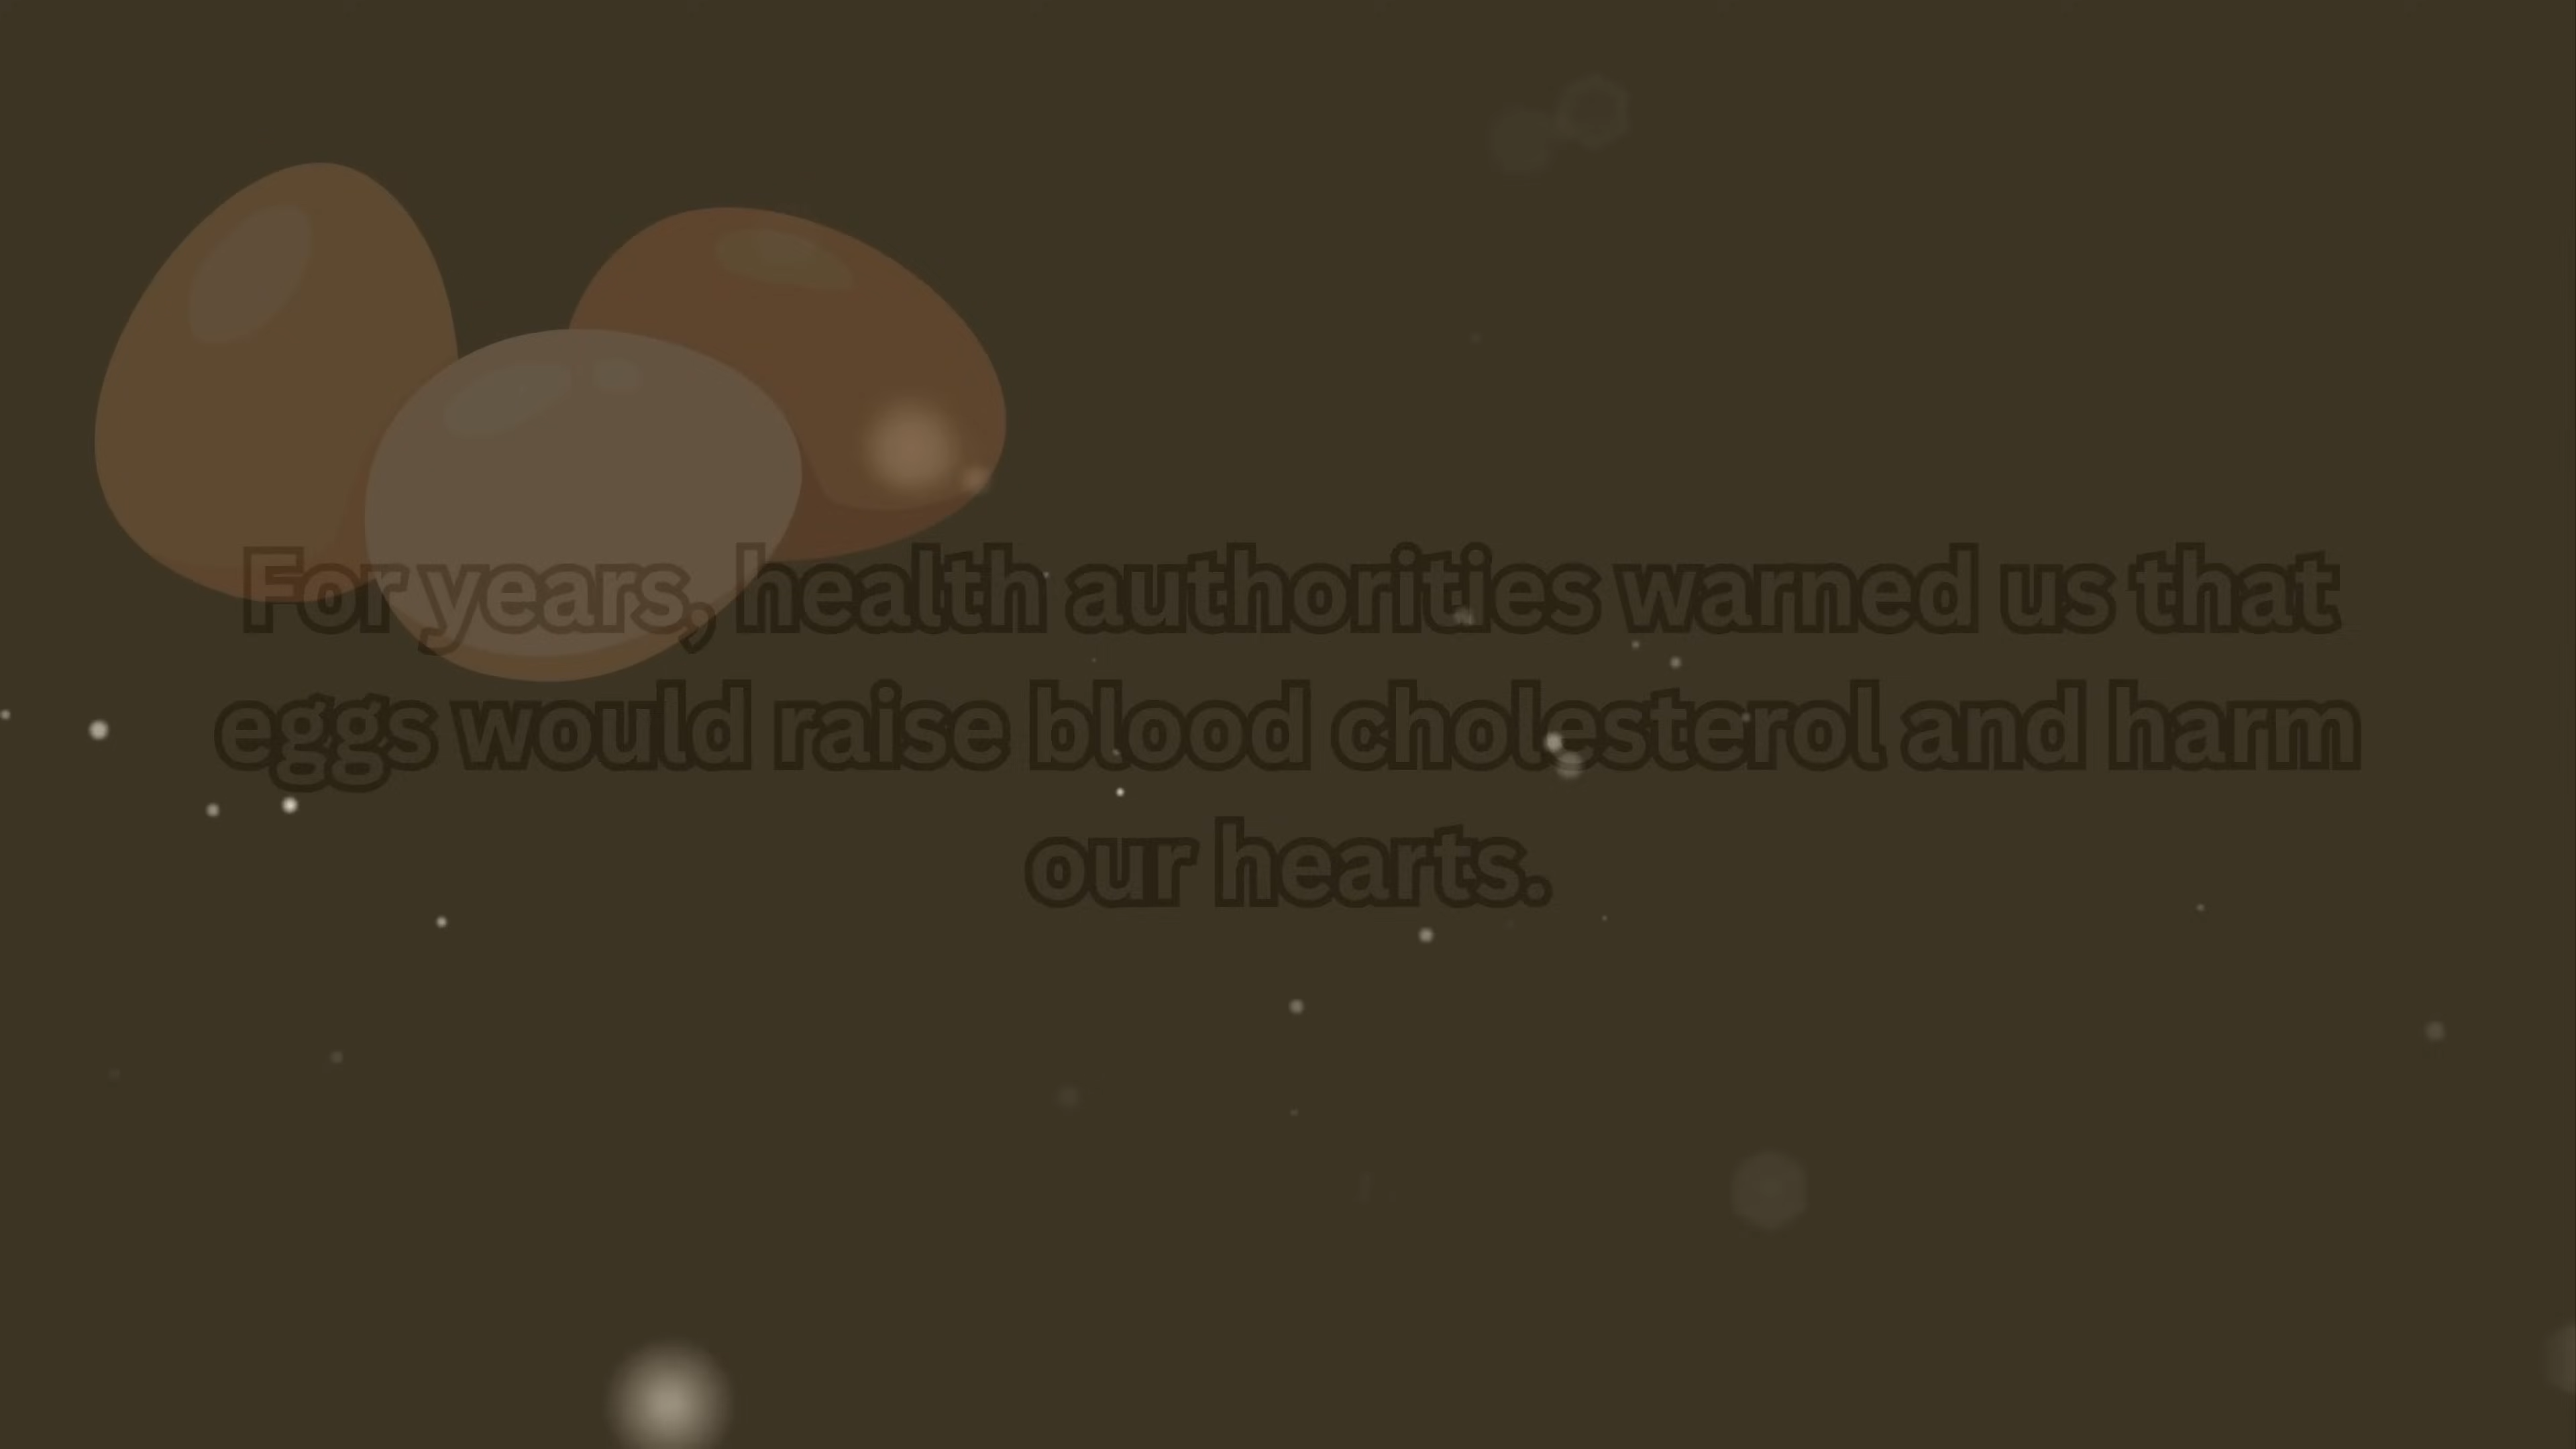 For years, health authorities warned us that
eggs would raise blood cholesterol and harm
our hearts.